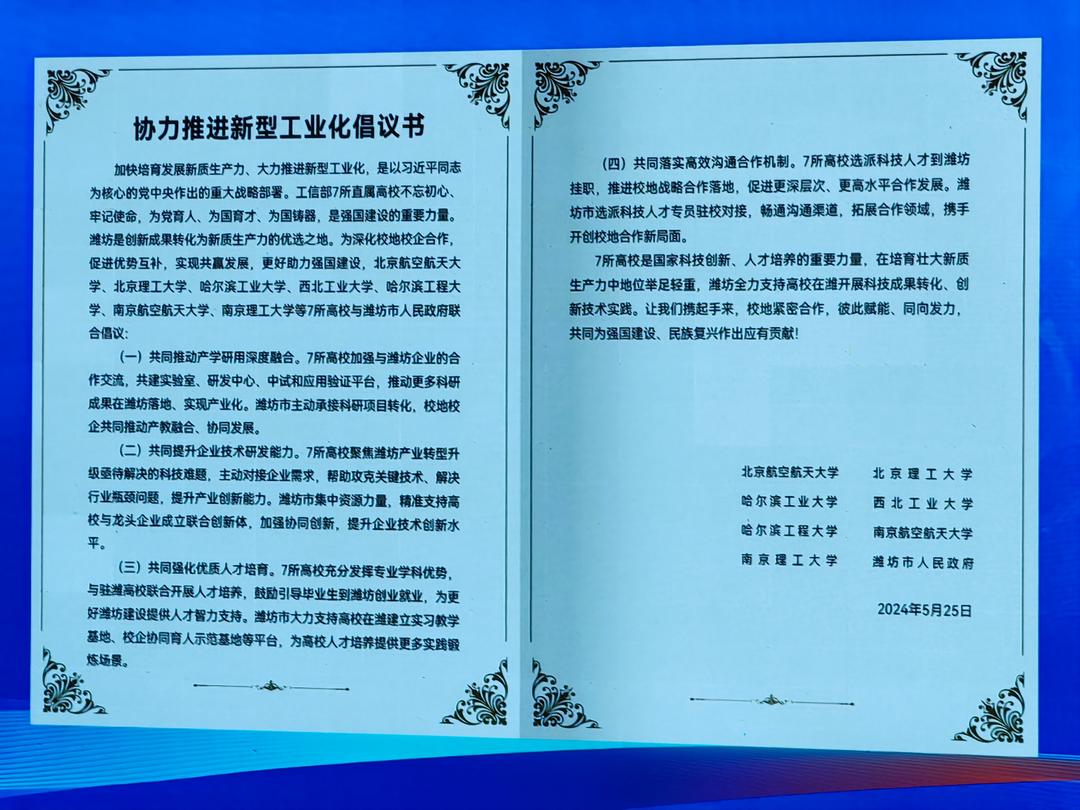 协力推进新型工业化倡议书
加快培育发展新质生产力、大力推进新型工业化，是以习近平同志
为核心的党中央作出的重大战略部署。工信部7所直属高校不忘初心、
牢记使命，为党育人、为国育才、为国铸器，是强国建设的重要力量。
潍坊是创新成果转化为新质生产力的优选之地。为深化校地校企合作，
促进优势互补，实现共赢发展，更好助力强国建设，北京航空航天大
学、北京理工大学、哈尔滨工业大学、西北工业大学、哈尔滨工程大
学、南京航空航天大学、南京理工大学等7所高校与潍坊市人民政府联
合倡议：
（一）共同推动产学研用深度融合。7所高校加强与潍坊企业的合
作交流，共建实验室、研发中心、中试和应用验证平台，推动更多科研
成果在潍坊落地、实现产业化。潍坊市主动承接科研项目转化，校地校
企共同推动产教融合、协同发展。
（二）共同提升企业技术研发能力。7所高校聚焦潍坊产业转型升
级亟待解决的科技难题，主动对接企业需求，帮助攻克关键技术、解决
行业瓶颈问题，提升产业创新能力。潍坊市集中资源力量，精准支持高
校与龙头企业成立联合创新体，加强协同创新，提升企业技术创新水
平。
（三）共同强化优质人才培育。7所高校充分发挥专业学科优势，
与驻潍高校联合开展人才培养，鼓励引导毕业生到潍坊创业就业，为更
好潍坊建设提供人才智力支持。潍坊市大力支持高校在潍建立实习教学
基地、校企协同育人示范基地等平台，为高校人才培养提供更多实践锻
炼场景。
（四）共同落实高效沟通合作机制。7所高校选派科技人才到潍坊
挂职，推进校地战略合作落地，促进更深层次、更高水平合作发展。潍
坊市选派科技人才专员驻校对接，畅通沟通渠道，拓展合作领域，携手
开创校地合作新局面。
7所高校是国家科技创新、人才培养的重要力量，在培育壮大新质
生产力中地位举足轻重，潍坊全力支持高校在潍开展科技成果转化、创
新技术实践。让我们携起手来，校地紧密合作，彼此赋能、同向发力，
共同为强国建设、民族复兴作出应有贡献！
北京航空航天大学 北京理工大学
哈尔滨工业大学 西北工业大学
哈尔滨工程大学 南京航空航天大学
南京理工大学 潍坊市人民政府
2024年5月25日